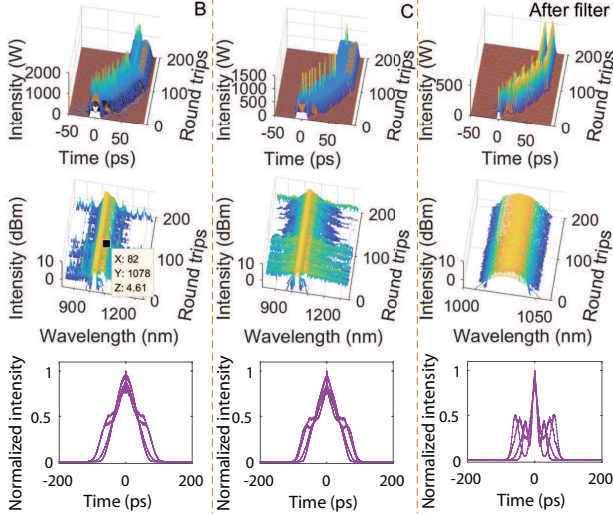 B
C
After filter
Intensity (W)
2000
1000
0
-50
0
50
Time (ps)
0
100
200
Round trips
Intensity (W)
1500
1000
500
0
-50
0
50
Time (ps)
0
100
200
Round trips
Intensity (W)
500
0
-50
0
50
Time (ps)
0
100
200
Round trips
Intensity (dBm)
10
0
900
1200
Wavelength (nm)
0
100
200
Round trips
X: 82
Y: 1078
Z: 4.61
Intensity (dBm)
10
0
900
1200
Wavelength (nm)
0
100
200
Round trips
Intensity (dBm)
10
0
1000
1050
Wavelength (nm)
0
100
200
Round trips
Normalized intensity
1
0.5
0
-200
0
200
Time (ps)
Normalized intensity
1
0.5
0
-200
0
200
Time (ps)
Normalized intensity
1
0.5
0
-200
0
200
Time (ps)